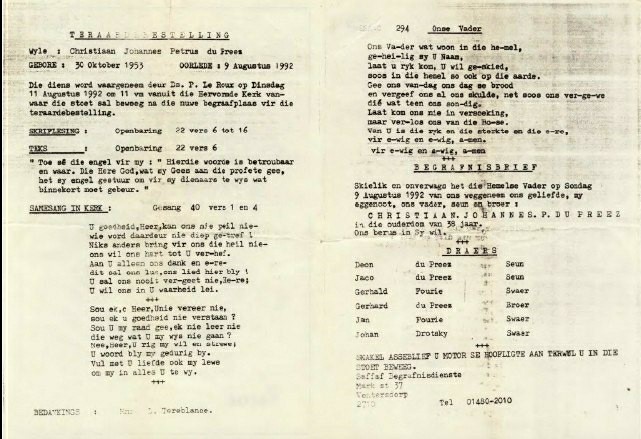 TERAARDEBESTELLING
Wyle : Christiaan Johannes Petrus du Preez
GEBORE : 30 Oktober 1953 OORLEDE : 9 Augustus 1992
Die diens word waargeneem deur Ds. P. Le Roux op Dinsdag
11 Augustus 1992 om 11 vm vanuit die Hervormde Kerk van-
waar die stoet sal beweeg na die nuwe begraafplaas vir die
teraardebestelling.
SKRIFLESING : Openbaring 22 vers 6 tot 16
TEKS : Openbaring 22 vers 6
" Toe sê die engel vir my : " Hierdie woorde is betroubaar
en waar. Die Here God,wat my Goes aan die profete gee,
het sy engel gestuur om vir sy dienaars te wys wat
binnekort moet gebeur. "
SAMESANG IN KERK : Gesang 40 vers 1 en 4
U goedheid,Heer,kan ons nie peil nie-
wie word daardeur nie diep ge-tref !
Niks anders bring vir ons die heil nie-
ons wil ons hart tot U ver-hef.
Aan U alleen ons dank en e-re-
dit sal ons lus,ons lied hier bly !
U sal ons nooit ver-geet nie,He-re;
U wil ons in U waarheid lei.
+++
Sou ek,o Heer,U nie vereer nie,
sou ek u goedheid nie verstaan ?
Sou U my raad gee,ek nie leer nie
die weg wat U my wys nie gaan ?
Nee,Heer,U rig my wil en strewe;
U woord bly my gedurig by.
Vul met U liefde ook my lewe
om my in alles U te wy.
+++
BEDANKINGS : Mnr L. Terblance.
294 Onse Vader
Ons Va-der wat woon in die he-mel,
ge-hei-lig sy U Naam,
laat u ryk kom, U wil ge-skied,
soos in die hemel so ook op die aarde.
Gee ons van-dag ons dag se brood
en vergeef ons al ons skulde, net soos ons ver-ge-we
dié wat teen ons son-dig.
Laat kom ons nie in versoeking,
maar ver-los ons van die Bo-se.
Van U is die ryk en die sterkte en die e-re,
vir e-wig en e-wig, a-men.
vir e-wig en e-wig, a-men
+++
BEGRAFNISBRIEF
Skielik en onverwags het die Hemelse Vader op Sondag
9 Augustus 1992 van ons weggeneem ons geliefde, my
eggenoot, ons vader, seun en broer :
CHRISTIAAN.JOHANNES.P.DU PREEZ
in die ouderdom van 38 jaar.
Ons berus in Sy wil.
+++
DRAERS
Deon du Preez Seun
Jaco du Preez Seun
Gerhald Fourie Swaer
Gerhard du Preez Broer
Jan Fourie Swaer
Johan Drotsky Swaer
+++
SKAKEL ASSEBLIEF U MOTOR SE HOOFLIGTE AAN TERWYL U IN DIE
STOET BEWEEG.
Saffas Begrafnisdienste
Mark st 37
Ventersdorp
2710 Tel 01480-2010